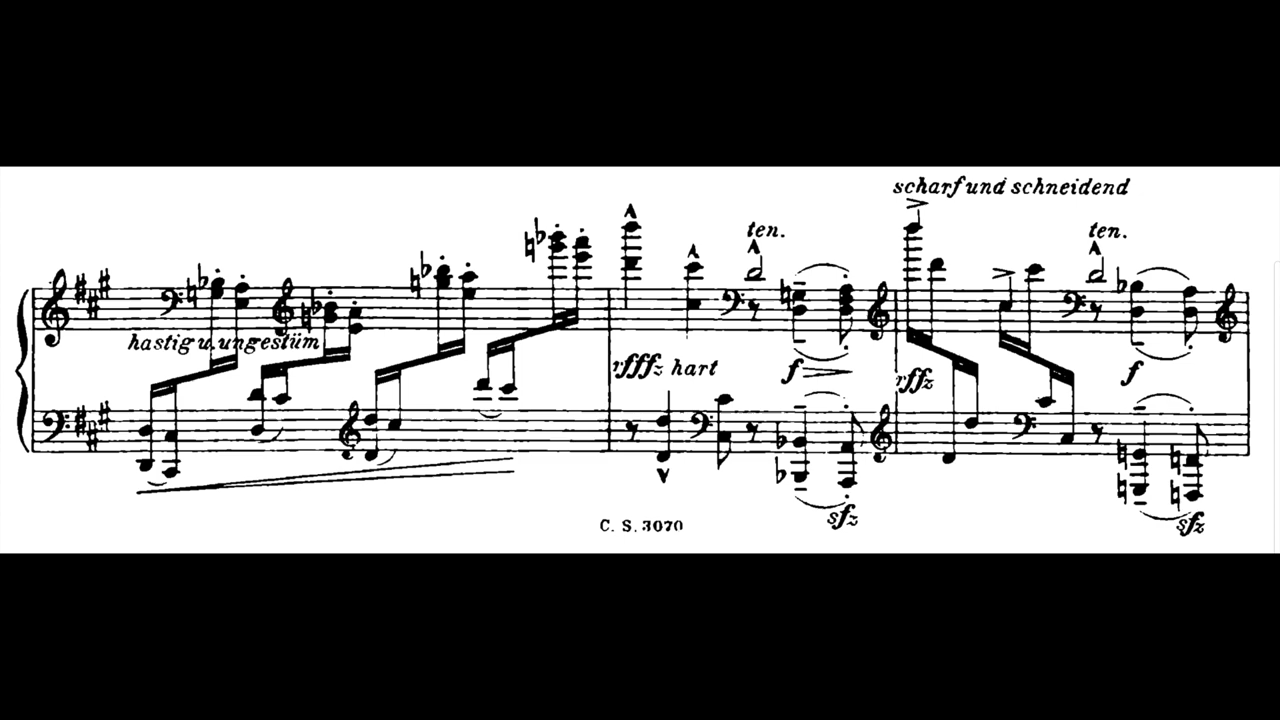 scharf und schneidend
ten.
ten.
hastig u. ungestüm
rfffz hart
f
rffz
f
sfz
sfz
C. S. 3070